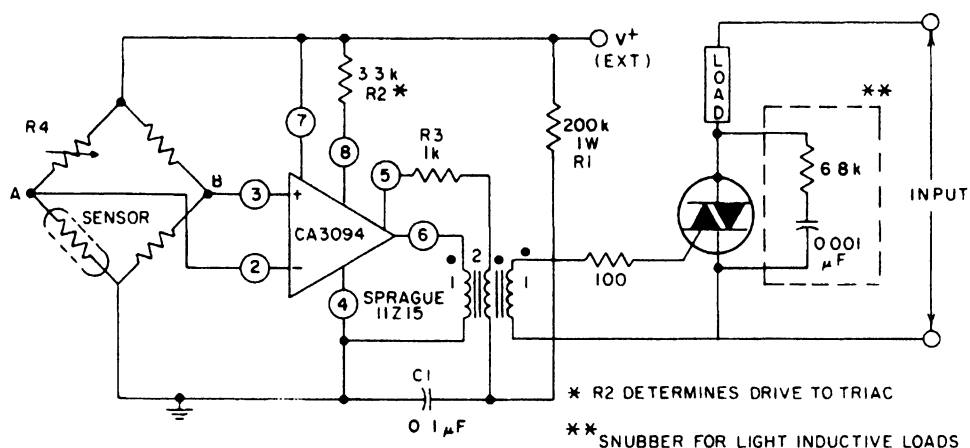 V+
(EXT)
3.3k
R2 *
R4
7
8
R3
1k
5
200k
1W
R1
LOAD
**
6.8k
0.001
µF
INPUT
A
B
SENSOR
3
+
CA3094
6
2
-
4
SPRAGUE
11Z15
1
2
1
100
C1
0.1µF
* R2 DETERMINES DRIVE TO TRIAC
** SNUBBER FOR LIGHT INDUCTIVE LOADS